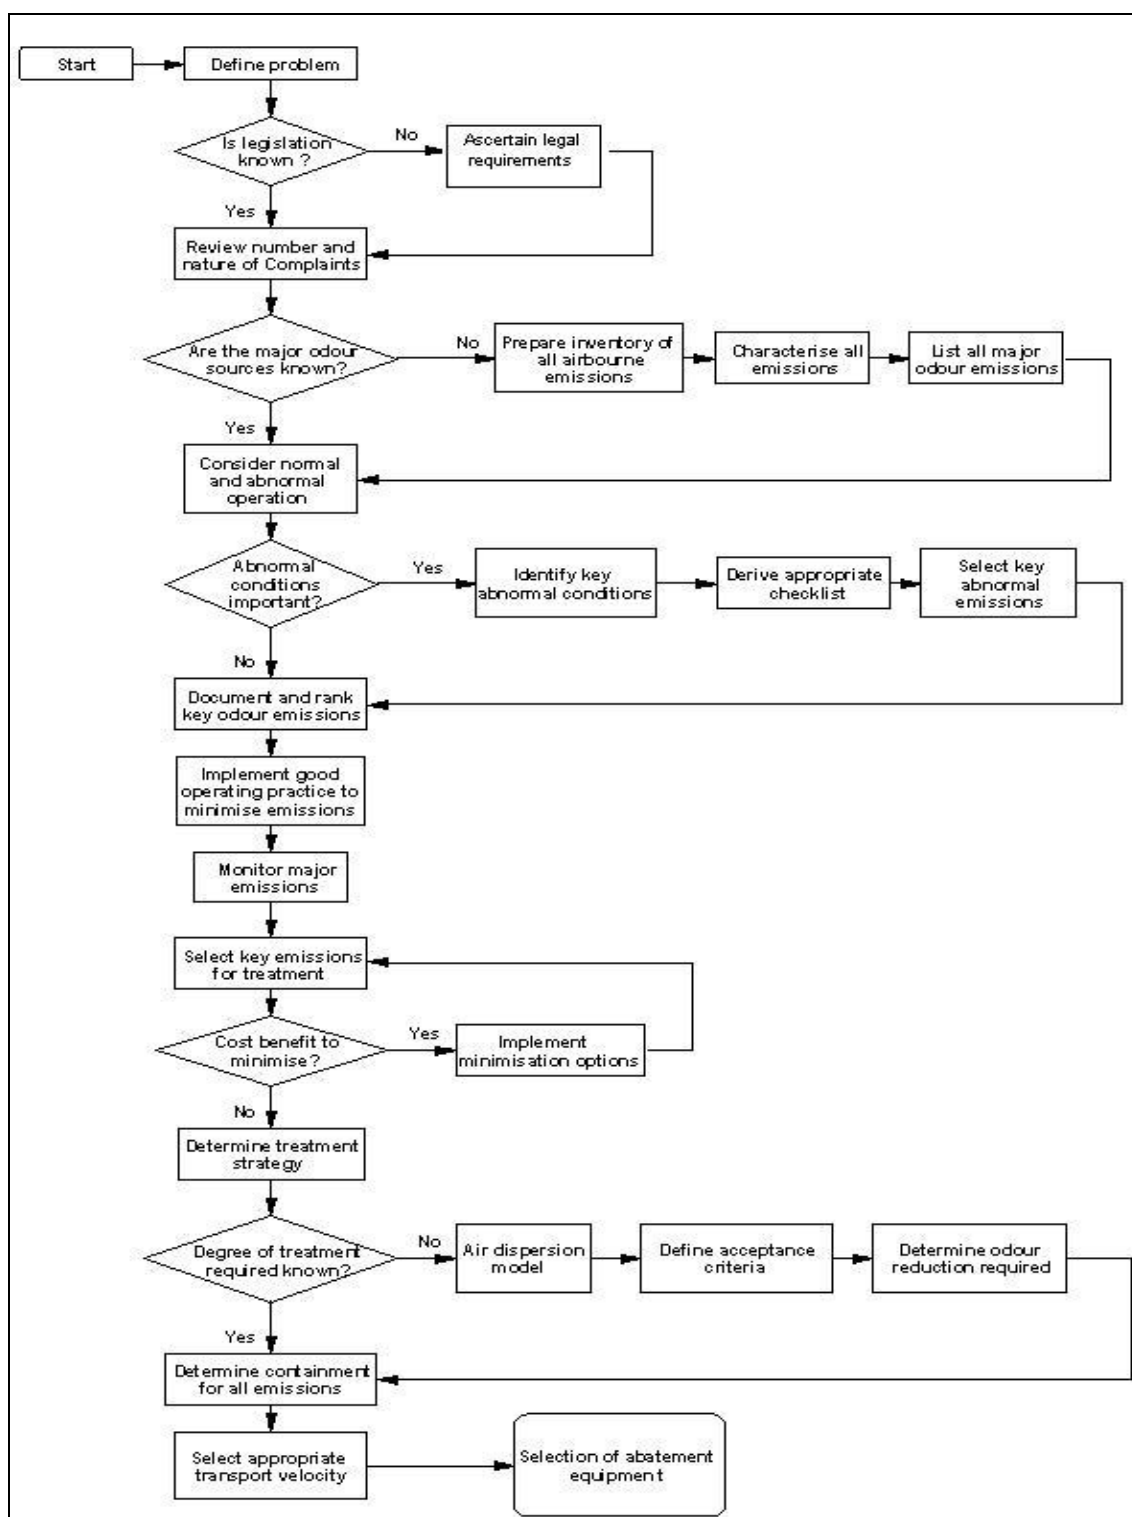 Start
Define problem
Is legislation
known ?
No
Ascertain legal
requirements
Yes
Review number and
nature of Complaints
Are the major odour
sources known?
No
Prepare inventory of
all airbourne
emissions
Characterise all
emissions
List all major
odour emissions
Yes
Consider normal
and abnormal
operation
Abnormal
conditions
important?
Yes
Identify key
abnormal conditions
Derive appropriate
checklist
Select key
abnormal
emissions
No
Document and rank
key odour emissions
Implement good
operating practice to
minimise emissions
Monitor major
emissions
Select key emissions
for treatment
Cost benefit to
minimise?
Yes
Implement
minimisation options
No
Determine treatment
strategy
Degree of treatment
required known?
No
Air dispersion
model
Define acceptance
criteria
Determine odour
reduction required
Yes
Determine containment
for all emissions
Select appropriate
transport velocity
Selection of abatement
equipment